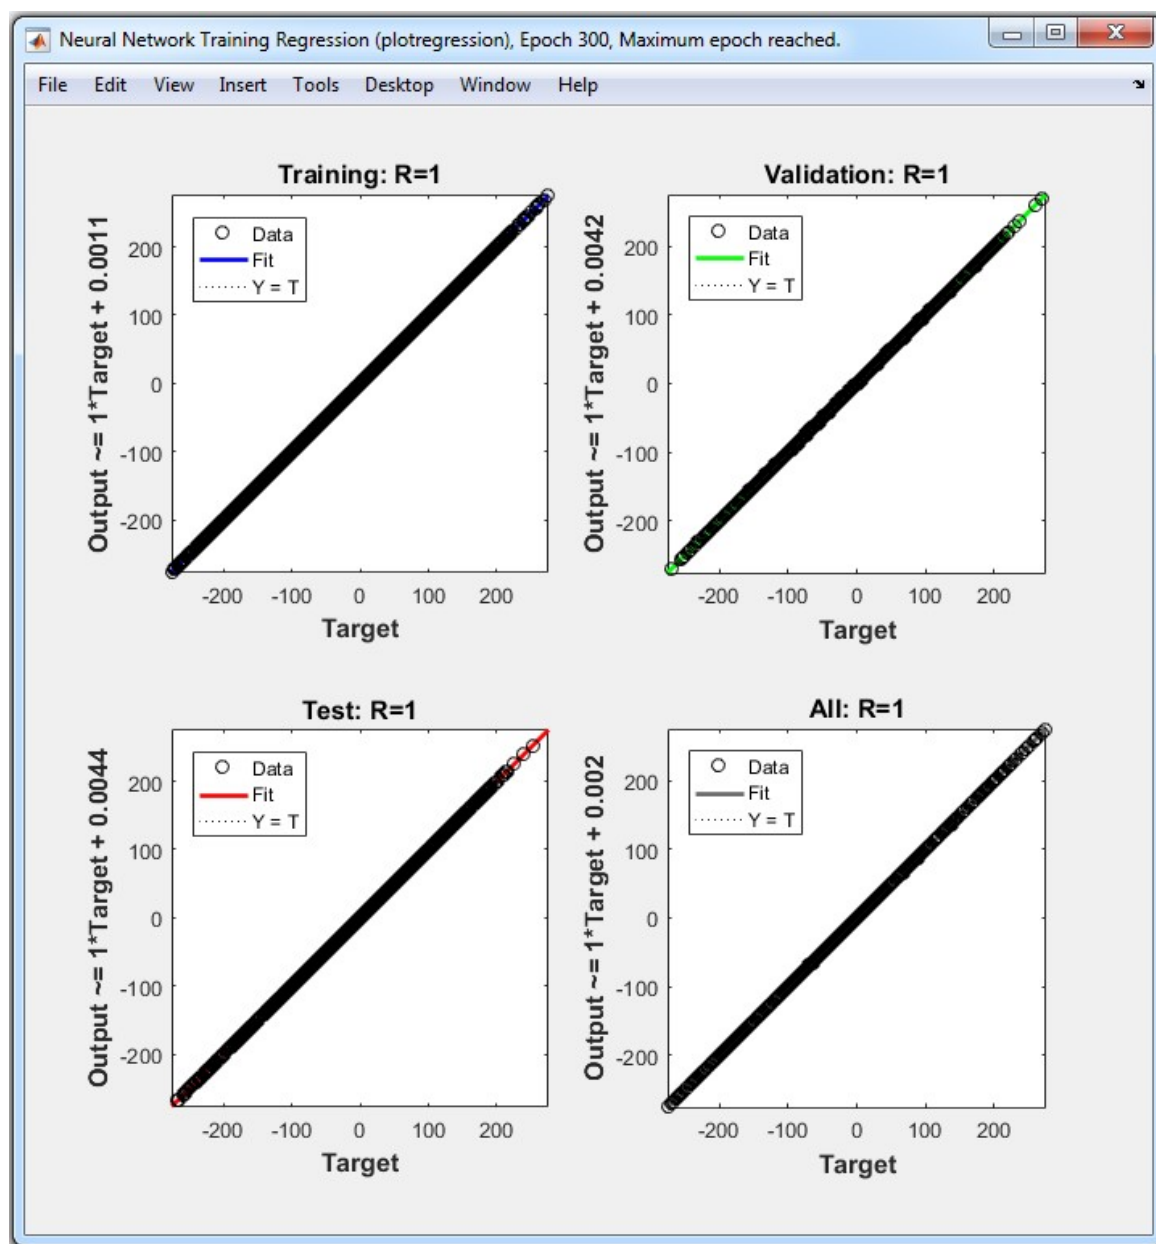 Neural Network Training Regression (plotregression), Epoch 300, Maximum epoch reached.
File Edit View Insert Tools Desktop Window Help
Training: R=1
Output ~= 1*Target + 0.0011
Data
Fit
Y = T
200
100
0
-100
-200
-200 -100 0 100 200
Target
Validation: R=1
Output ~= 1*Target + 0.0042
Data
Fit
Y = T
200
100
0
-100
-200
-200 -100 0 100 200
Target
Test: R=1
Output ~= 1*Target + 0.0044
Data
Fit
Y = T
200
100
0
-100
-200
-200 -100 0 100 200
Target
All: R=1
Output ~= 1*Target + 0.002
Data
Fit
Y = T
200
100
0
-100
-200
-200 -100 0 100 200
Target